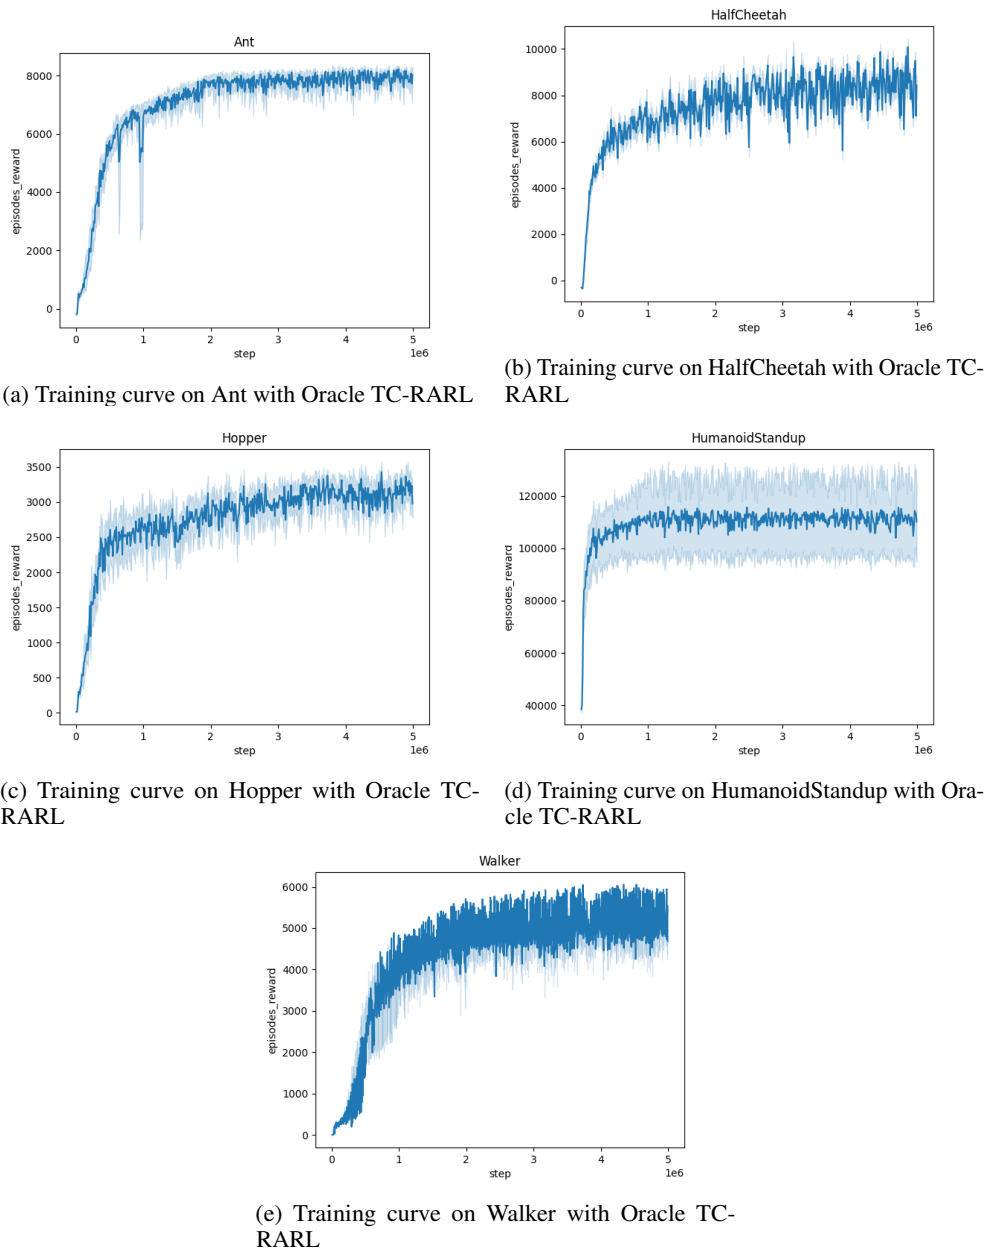 Ant
8000
6000
4000
2000
0
episodes_reward
0 1 2 3 4 5
step
1e6
(a) Training curve on Ant with Oracle TC-RARL
HalfCheetah
10000
8000
6000
4000
2000
0
episodes_reward
0 1 2 3 4 5
step
1e6
(b) Training curve on HalfCheetah with Oracle TC-
RARL
Hopper
3500
3000
2500
2000
1500
1000
500
0
episodes_reward
0 1 2 3 4 5
step
1e6
(c) Training curve on Hopper with Oracle TC-
RARL
HumanoidStandup
120000
100000
80000
60000
40000
episodes_reward
0 1 2 3 4 5
step
1e6
(d) Training curve on HumanoidStandup with Ora-
cle TC-RARL
Walker
6000
5000
4000
3000
2000
1000
0
episodes_reward
0 1 2 3 4 5
step
1e6
(e) Training curve on Walker with Oracle TC-
RARL